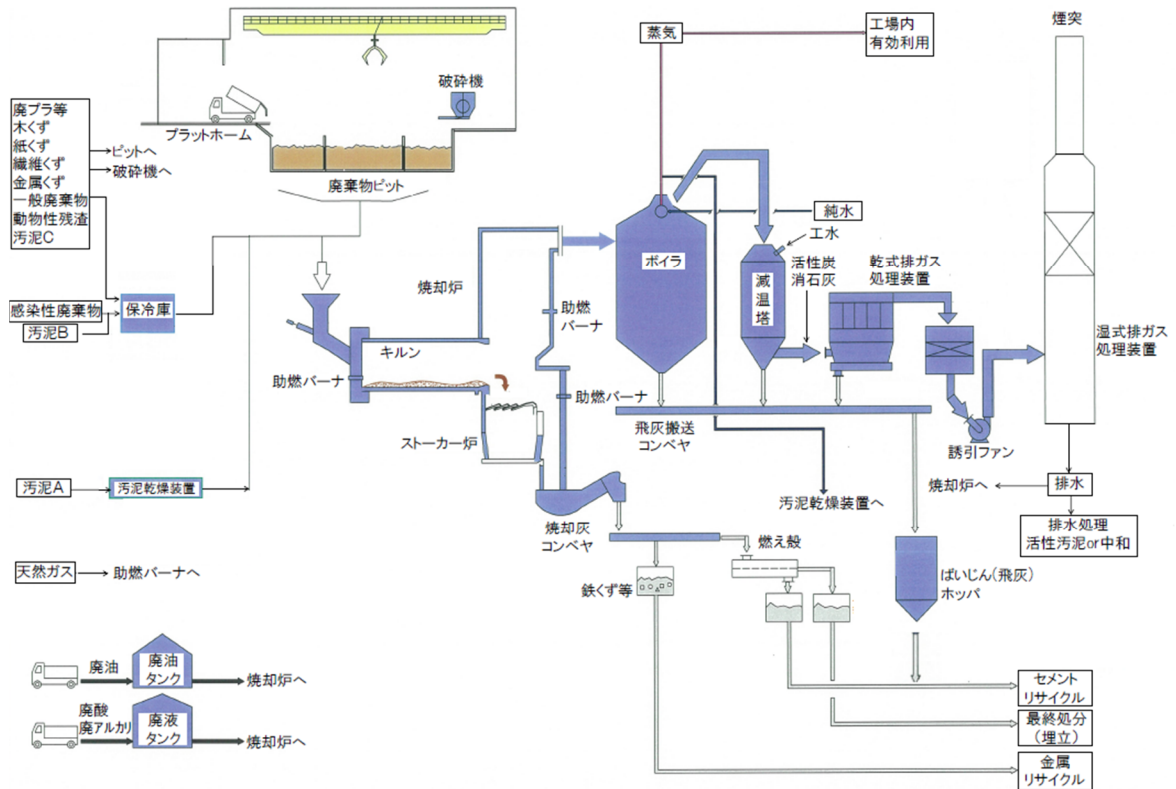 廃プラ等
木くず
紙くず
繊維くず
金属くず
一般廃棄物
動物性残渣
汚泥C
ピットへ
破砕機へ
プラットホーム
破砕機
廃棄物ピット
感染性廃棄物
汚泥B
保冷庫
汚泥A
汚泥乾燥装置
天然ガス
助燃バーナへ
廃油
廃油
タンク
焼却炉へ
廃酸
廃アルカリ
廃液
タンク
焼却炉へ
焼却炉
キルン
助燃バーナ
助燃
バーナ
助燃バーナ
ストーカー炉
焼却灰
コンベヤ
蒸気
工場内
有効利用
純水
ボイラ
工水
減温塔
活性炭
消石灰
乾式排ガス
処理装置
飛灰搬送
コンベヤ
汚泥乾燥装置へ
誘引ファン
煙突
湿式排ガス
処理装置
焼却炉へ
排水
排水処理
活性汚泥or中和
燃え殻
鉄くず等
ばいじん(飛灰)
ホッパ
セメント
リサイクル
最終処分
(埋立)
金属
リサイクル